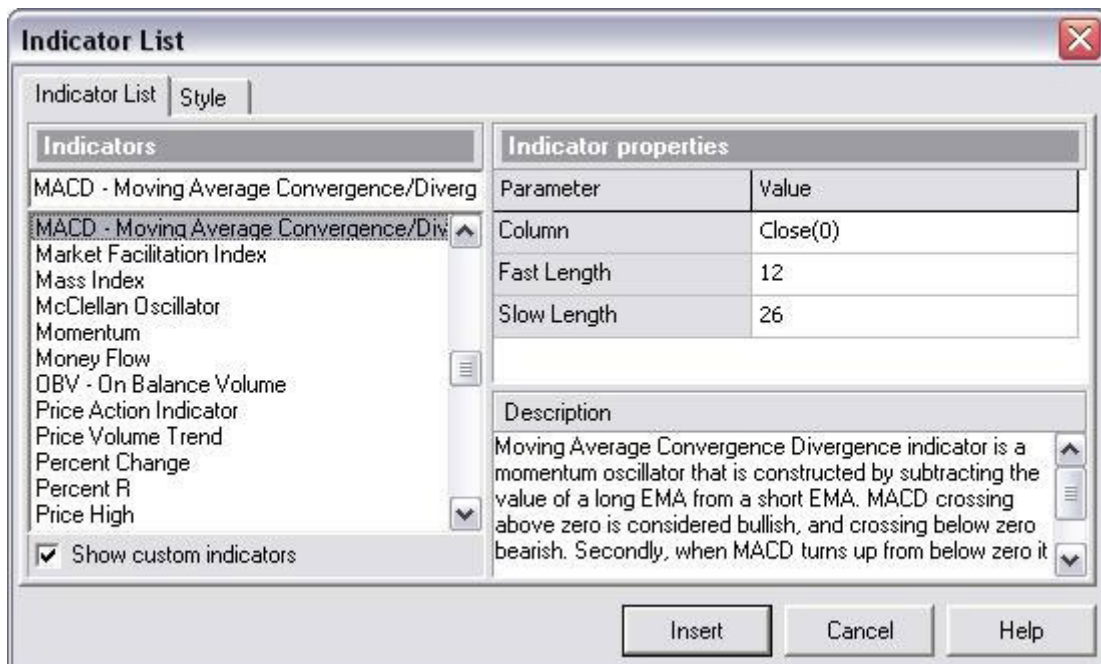 Indicator List
Indicator List
Style
Indicators
MACD - Moving Average Convergence/Diverg
MACD - Moving Average Convergence/Div
Market Facilitation Index
Mass Index
McClellan Oscillator
Momentum
Money Flow
OBV - On Balance Volume
Price Action Indicator
Price Volume Trend
Percent Change
Percent R
Price High
Show custom indicators
Indicator properties
Parameter Value
Column Close(0)
Fast Length 12
Slow Length 26
Description
Moving Average Convergence Divergence indicator is a
momentum oscillator that is constructed by subtracting the
value of a long EMA from a short EMA. MACD crossing
above zero is considered bullish, and crossing below zero
bearish. Secondly, when MACD turns up from below zero it
Insert Cancel Help